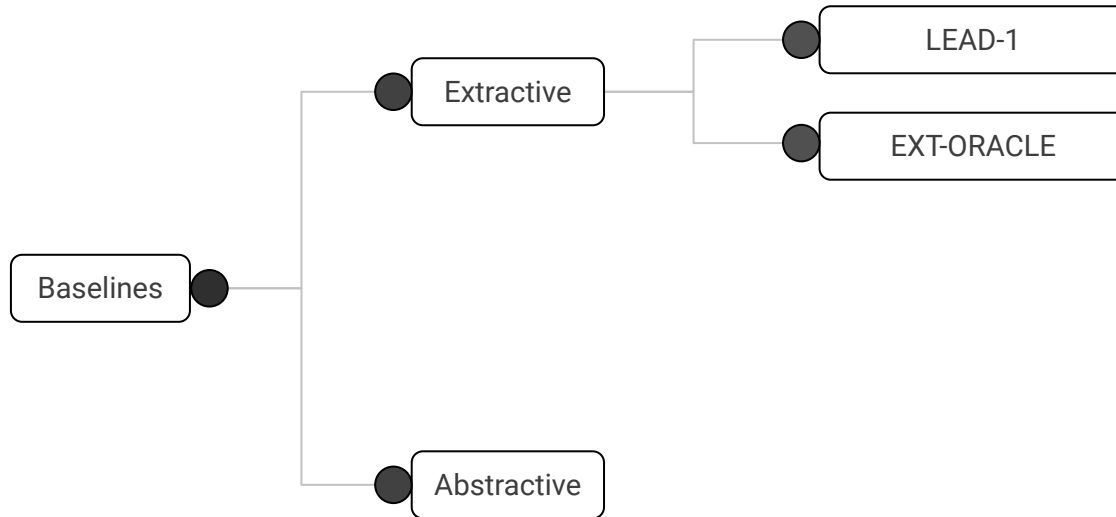 LEAD-1
Extractive
EXT-ORACLE
Baselines
Abstractive